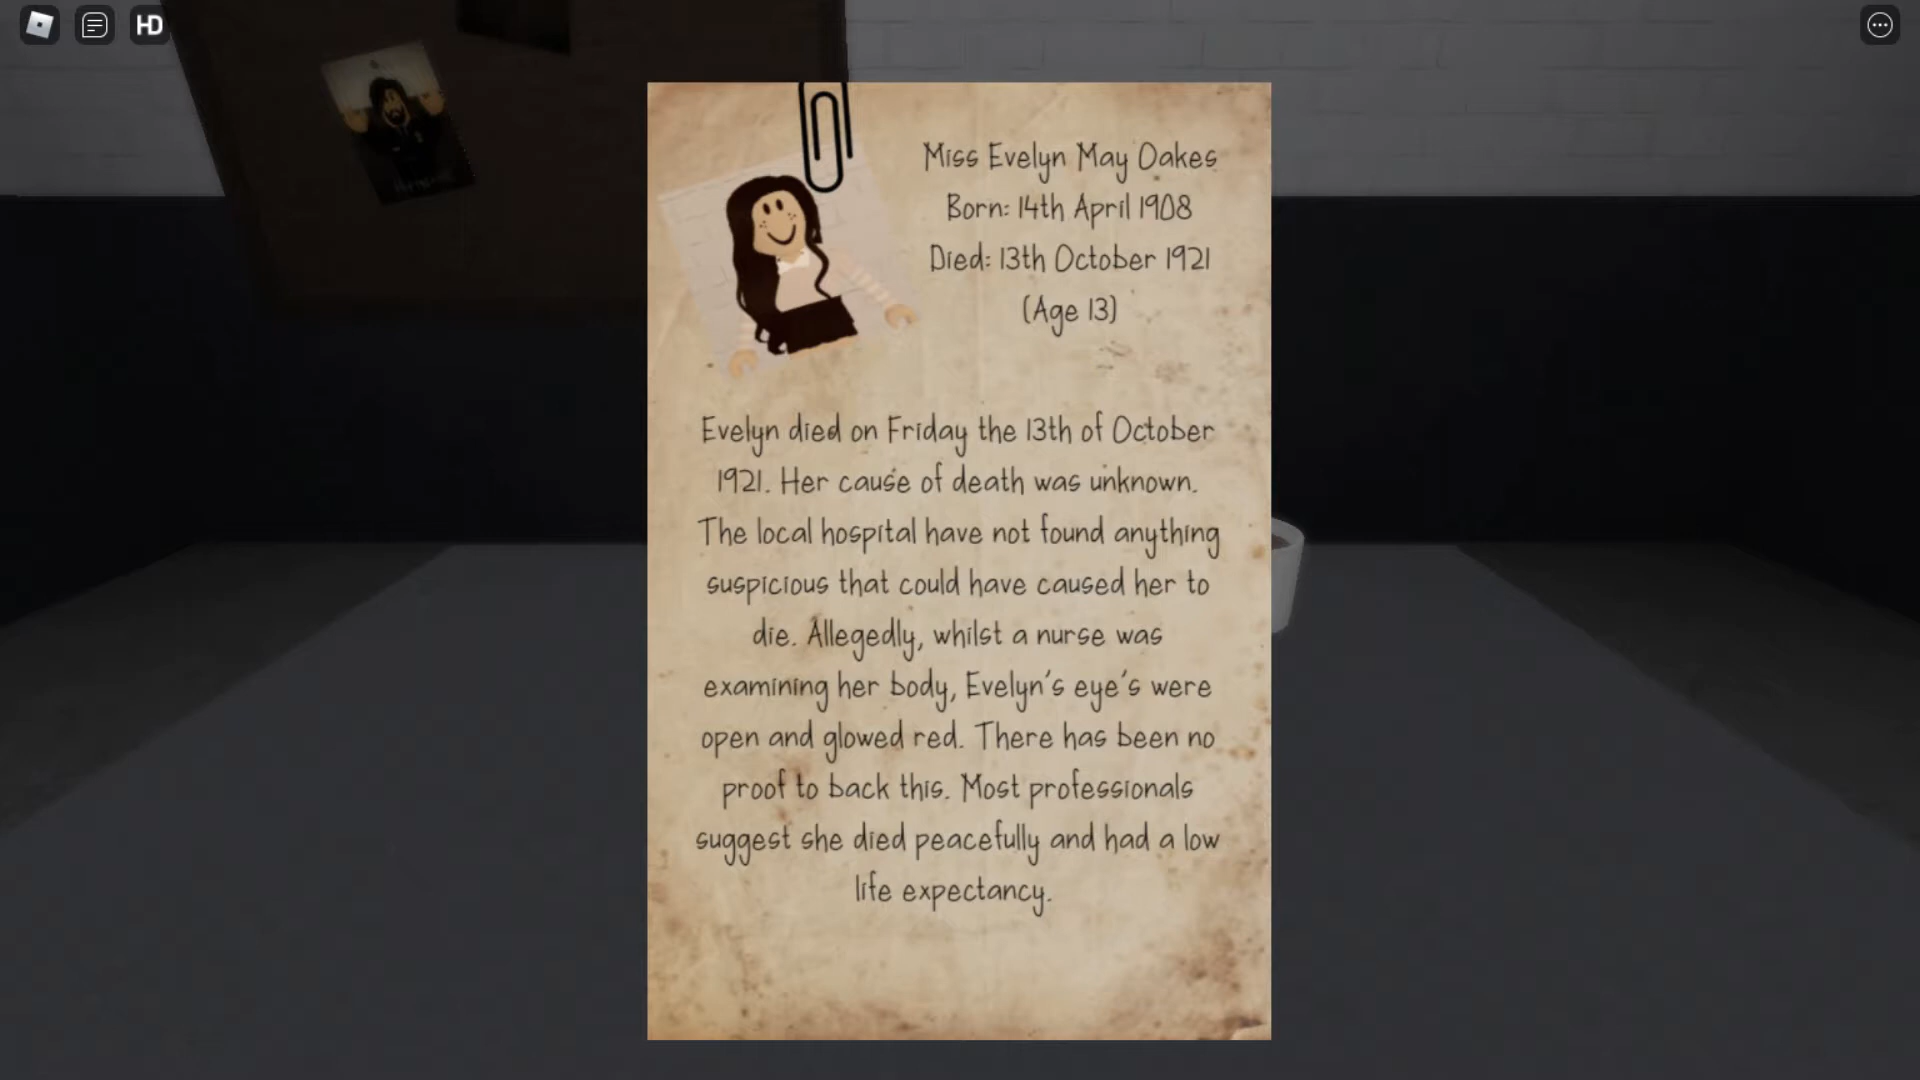 HD
Miss Evelyn May Oakes
Born: 14th April 1908
Died: 13th October 1921
(Age 13)
Evelyn died on Friday the 13th of October
1921. Her cause of death was unknown.
The local hospital have not found anything
suspicious that could have caused her to
die. Allegedly, whilst a nurse was
examining her body, Evelyn's eye's were
open and glowed red. There has been no
proof to back this. Most professionals
suggest she died peacefully and had a low
life expectancy.